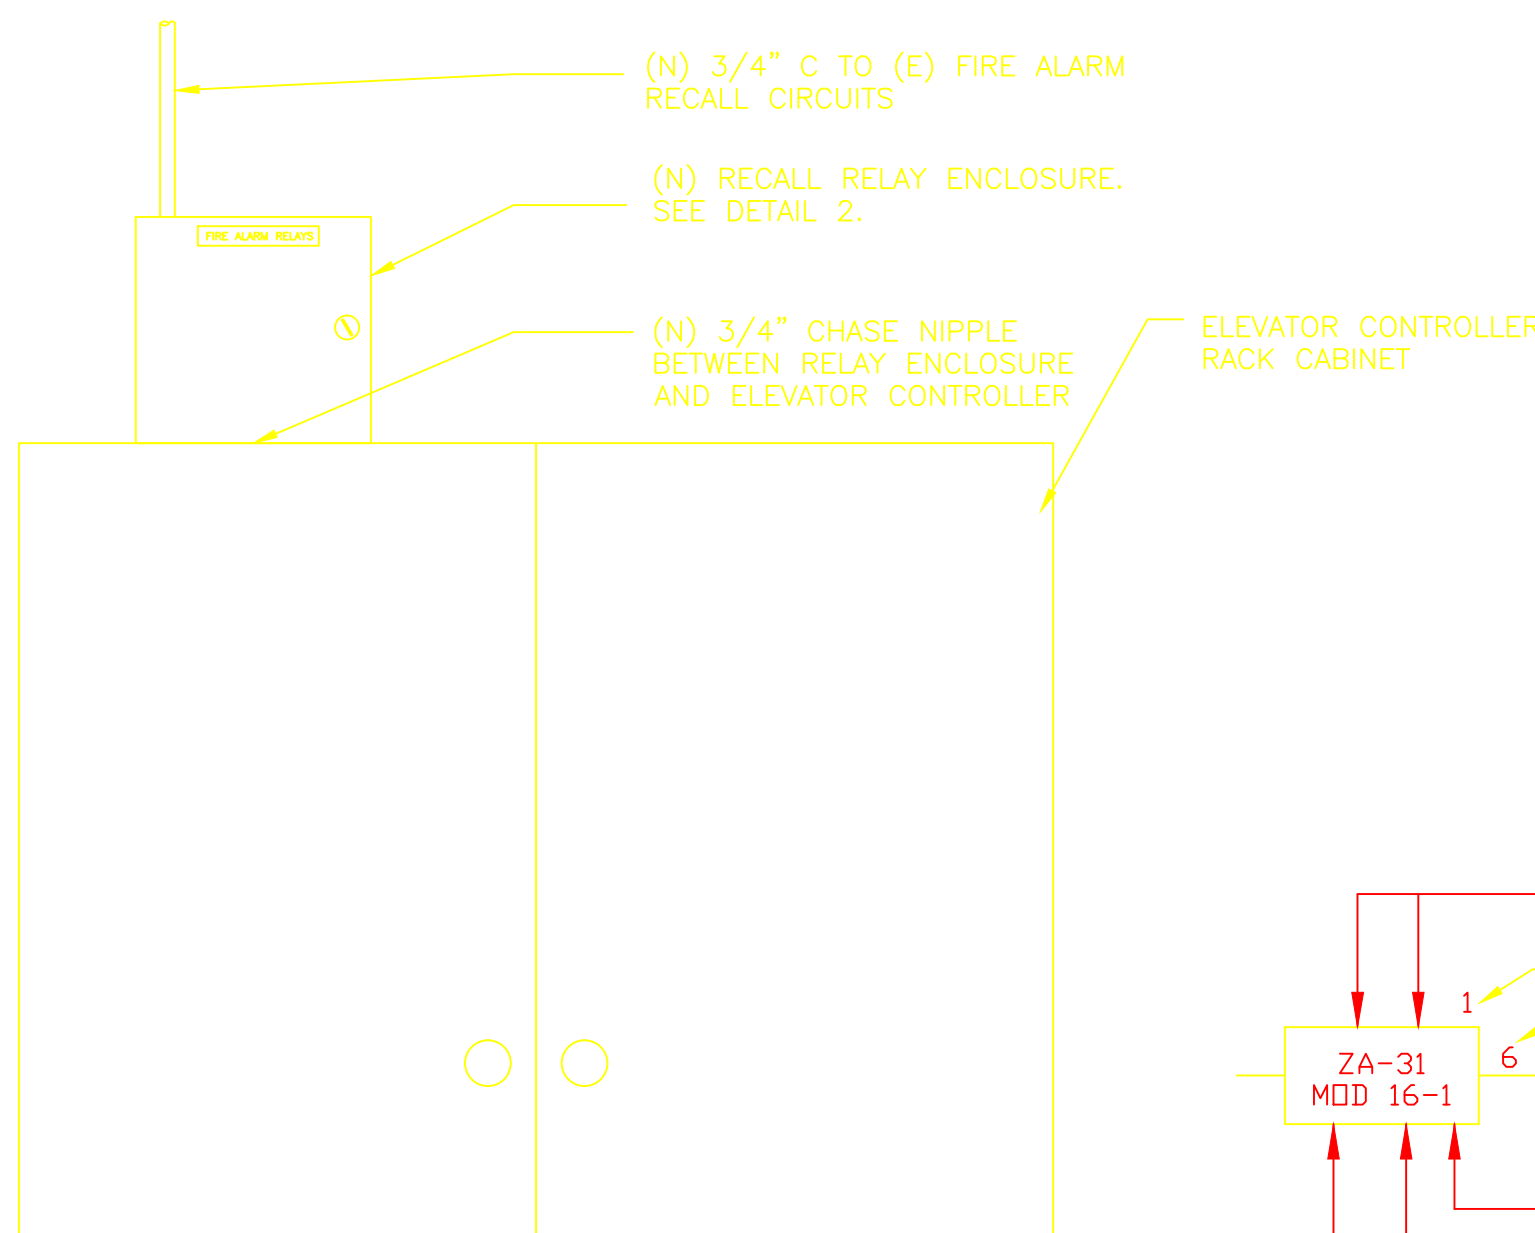 (N) 3/4" C TO (E) FIRE ALARM
RECALL CIRCUITS
(N) RECALL RELAY ENCLOSURE.
SEE DETAIL 2.
FIRE ALARM RELAYS
(N) 3/4" CHASE NIPPLE
BETWEEN RELAY ENCLOSURE
AND ELEVATOR CONTROLLER
ELEVATOR CONTROLLER
RACK CABINET
1
6
ZA-31
MOD 16-1